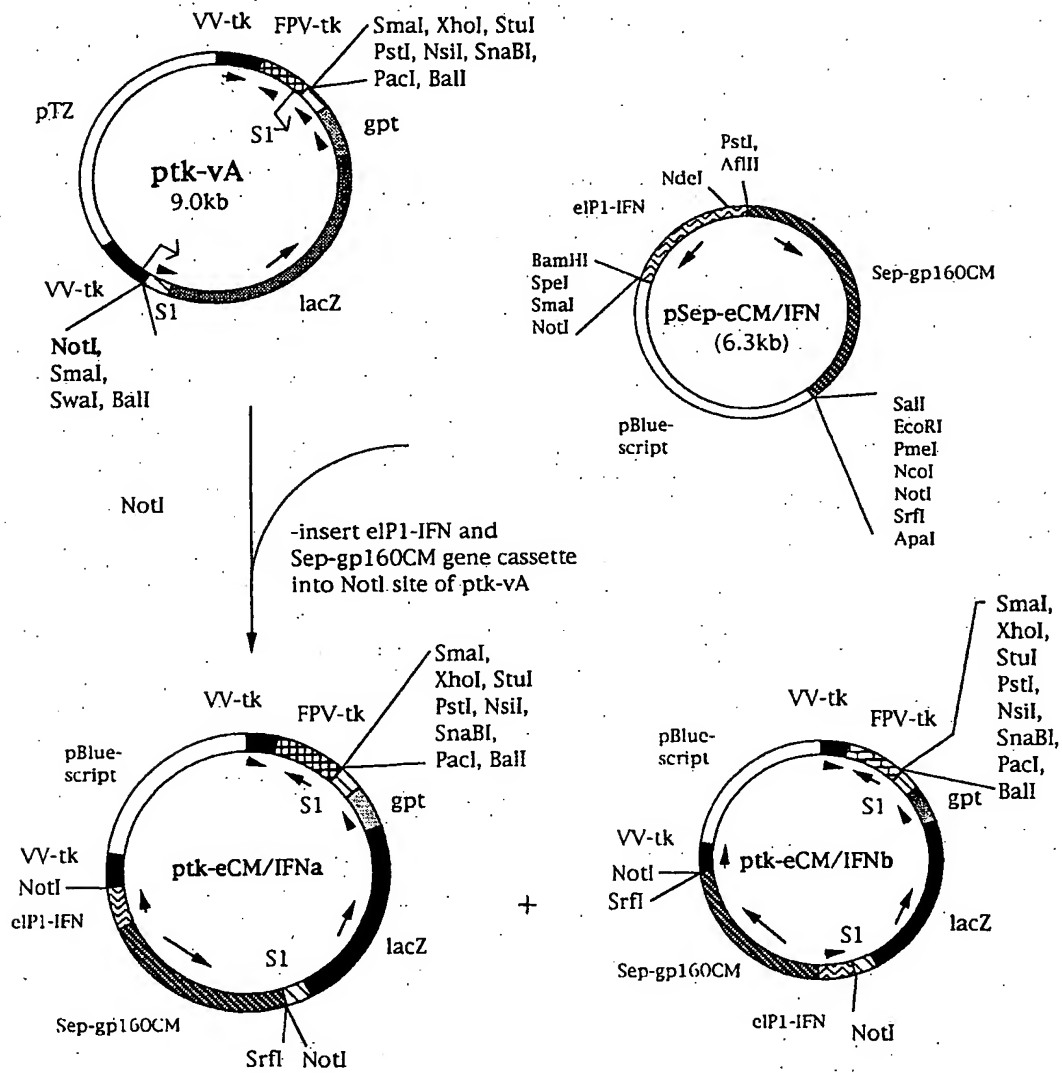 VV-tk FPV-tk
SmaI, XhoI, StuI
PstI, NsiI, SnaBI,
PacI, BalI
pTZ
S1
gpt
ptk-vA
9.0kb
VV-tk
S1
lacZ
NotI,
SmaI,
SwaI, BalI
PstI,
AflII
NdeI
eIP1-IFN
BamHI
SpeI
SmaI
NotI
Sep-gp160CM
pSep-eCM/IFN
(6.3kb)
pBlue-
script
SalI
EcoRI
PmeI
NcoI
NotI
SrfI
ApaI
NotI
-insert eIP1-IFN and
Sep-gp160CM gene cassette
into NotI site of ptk-vA
SmaI,
XhoI, StuI
PstI, NsiI,
SnaBI,
PacI, BalI
VV-tk
FPV-tk
pBlue-
script
S1
gpt
VV-tk
NotI
eIP1-IFN
ptk-eCM/IFNa
lacZ
S1
Sep-gp160CM
SrfI NotI
+
SmaI,
XhoI,
StuI
PstI,
NsiI,
SnaBI,
PacI,
BalI
VV-tk
FPV-tk
pBlue-
script
S1
gpt
VV-tk
NotI
SrfI
ptk-eCM/IFNb
lacZ
S1
Sep-gp160CM
eIP1-IFN
NotI